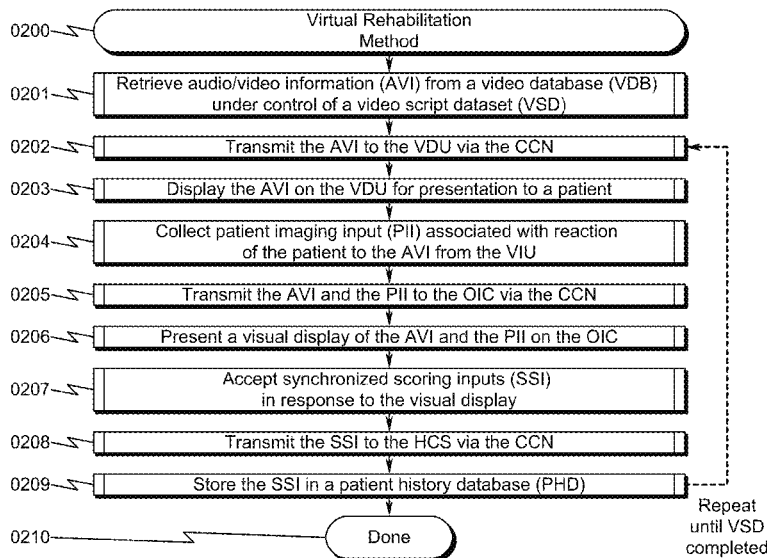 0200
Virtual Rehabilitation
Method
0201
Retrieve audio/video information (AVI) from a video database (VDB)
under control of a video script dataset (VSD)
0202
Transmit the AVI to the VDU via the CCN
0203
Display the AVI on the VDU for presentation to a patient
0204
Collect patient imaging input (PII) associated with reaction
of the patient to the AVI from the VIU
0205
Transmit the AVI and the PII to the OIC via the CCN
0206
Present a visual display of the AVI and the PII on the OIC
0207
Accept synchronized scoring inputs (SSI)
in response to the visual display
0208
Transmit the SSI to the HCS via the CCN
0209
Store the SSI in a patient history database (PHD)
0210
Done
Repeat
until VSD
completed